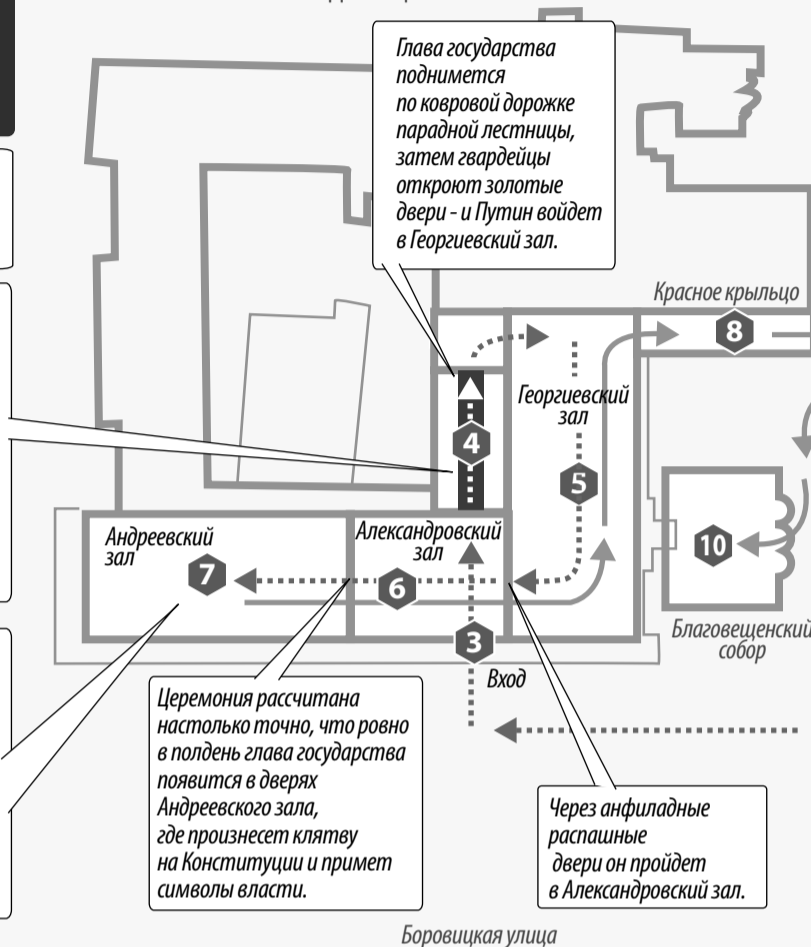 Глава государства
поднимется
по ковровой дорожке
парадной лестницы,
затем гвардейцы
откроют золотые
двери - и Путин войдет
в Георгиевский зал.
Красное крыльцо
8
Георгиевский
зал
4
5
Андреевский
зал
7
Александровский
зал
6
10
Благовещенский
собор
3
Вход
Церемония рассчитана
настолько точно, что ровно
в полдень глава государства
появится в дверях
Андреевского зала,
где произнесет клятву
на Конституции и примет
символы власти.
Через анфиладные
распашные
двери он пройдет
в Александровский зал.
Боровицкая улица